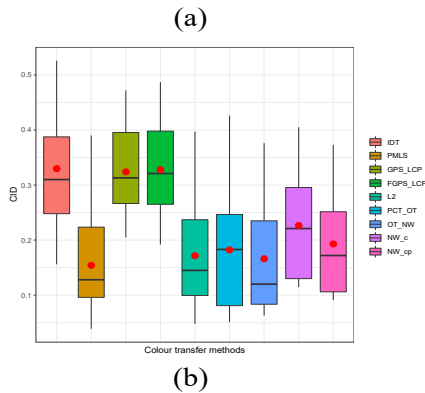 (a)
0.5
0.4
0.3
0.2
0.1
CID
Colour transfer methods
IDT
PMLS
GPS_LCP
FGPS_LCP
L2
PCT_OT
OT_NW
NW_c
NW_cp
(b)